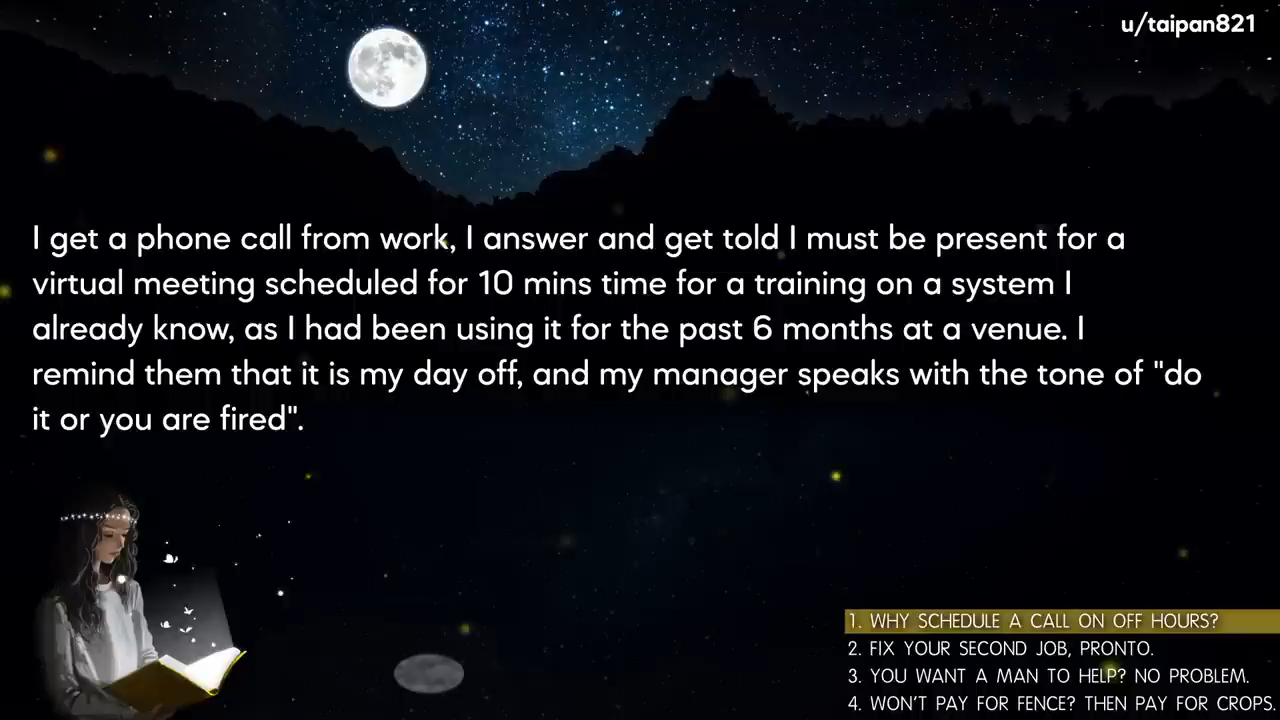 u/taipan821
I get a phone call from work, I answer and get told I must be present for a
virtual meeting scheduled for 10 mins time for a training on a system I
already know, as I had been using it for the past 6 months at a venue. I
remind them that it is my day off, and my manager speaks with the tone of "do
it or you are fired".
1. WHY SCHEDULE A CALL ON OFF HOURS?
2. FIX YOUR SECOND JOB, PRONTO.
3. YOU WANT A MAN TO HELP? NO PROBLEM.
4. WON'T PAY FOR FENCE? THEN PAY FOR CROPS.